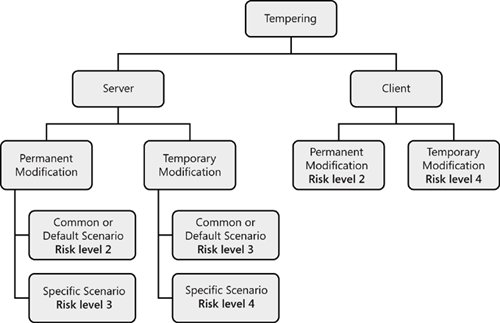 Tempering
Server
Client
Permanent
Modification
Temporary
Modification
Permanent
Modification
Risk level 2
Temporary
Modification
Risk level 4
Common or
Default Scenario
Risk level 2
Common or
Default Scenario
Risk level 3
Specific Scenario
Risk level 3
Specific Scenario
Risk level 4